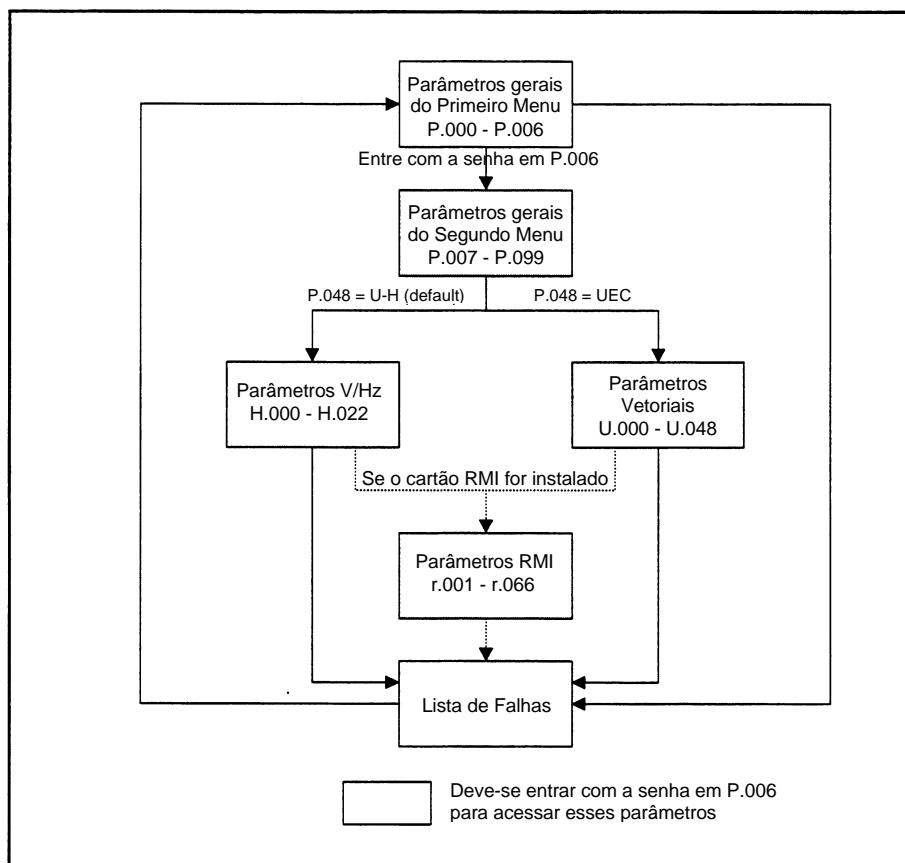 Parâmetros gerais
do Primeiro Menu
P.000 - P.006
Entre com a senha em P.006
Parâmetros gerais
do Segundo Menu
P.007 - P.099
P.048 = U-H (default)
P.048 = UEC
Parâmetros V/Hz
H.000 - H.022
Parâmetros
Vetoriais
U.000 - U.048
Se o cartão RMI for instalado
Parâmetros RMI
r.001 - r.066
Lista de Falhas
Deve-se entrar com a senha em P.006
para acessar esses parâmetros